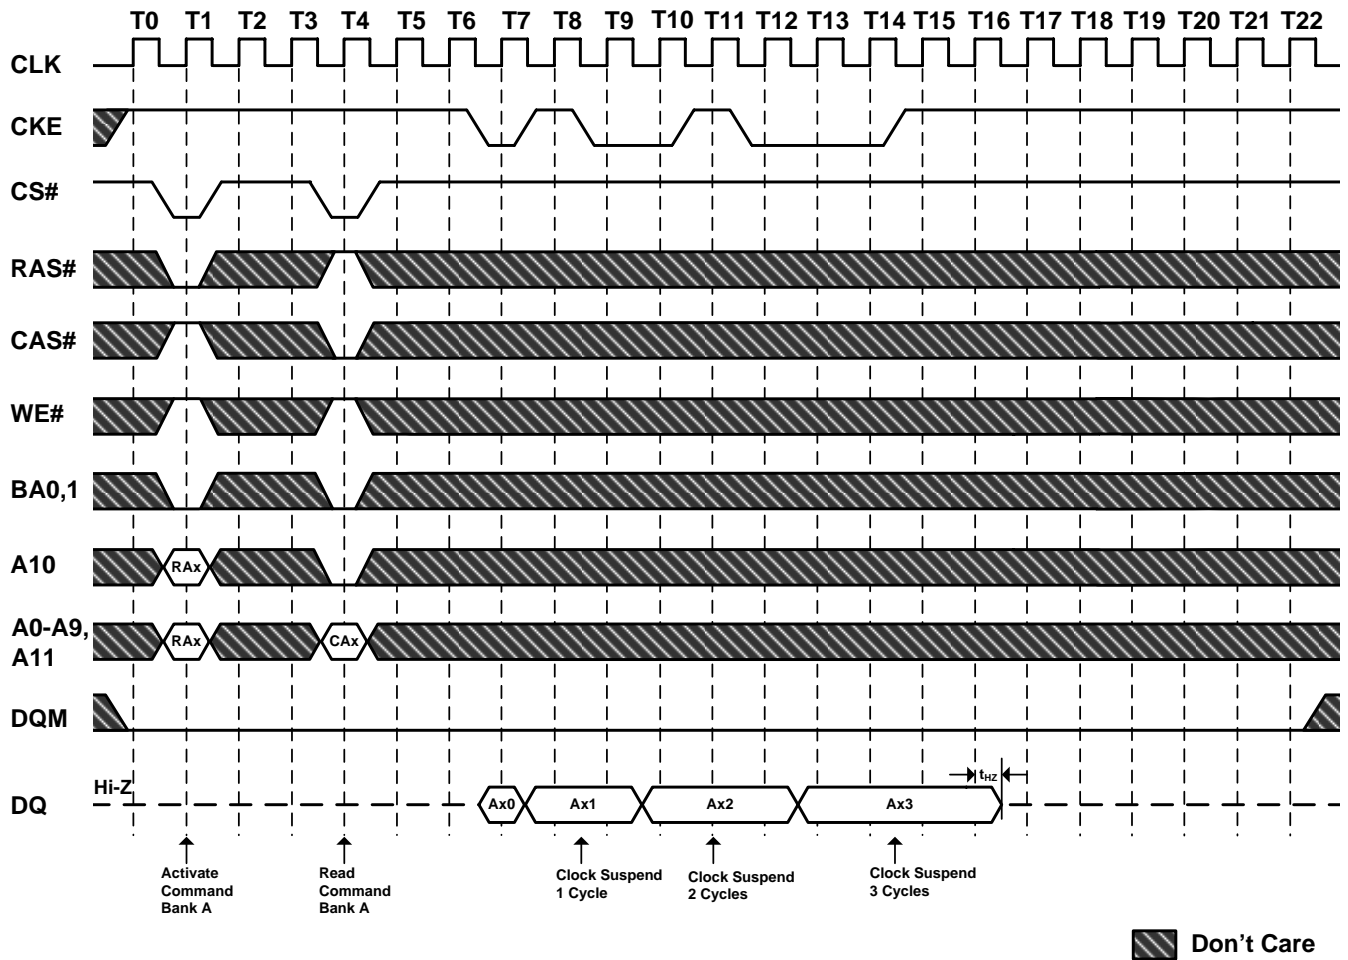 T0 T1 T2 T3 T4 T5 T6 T7 T8 T9 T10 T11 T12 T13 T14 T15 T16 T17 T18 T19 T20 T21 T22
CLK
CKE
CS#
RAS#
CAS#
WE#
BA0,1
A10
RAx
A0-A9,
A11
RAx
CAx
DQM
Hi-Z
DQ
Ax0
Ax1
Ax2
Ax3
tHZ
Activate
Command
Bank A
Read
Command
Bank A
Clock Suspend
1 Cycle
Clock Suspend
2 Cycles
Clock Suspend
3 Cycles
Don't Care